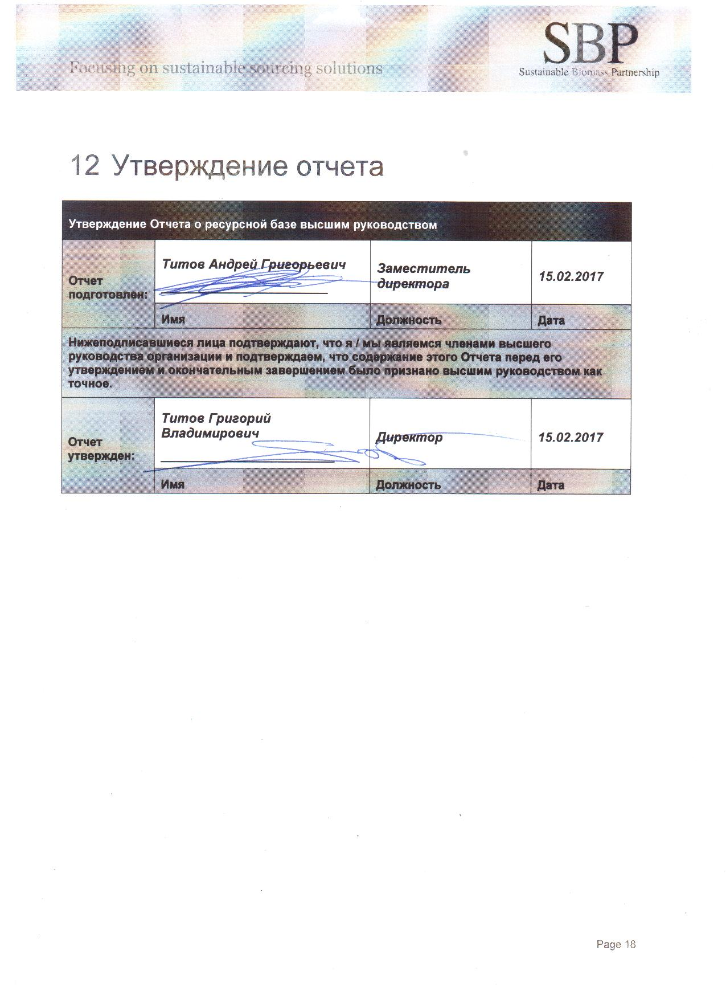 SBP
Focusing on sustainable sourcing solutions
Sustainable Biomass Partnership
12 Утверждение отчета
Утверждение Отчета о ресурсной базе высшим руководством
Отчет
подготовлен:
Титов Андрей Григорьевич
Заместитель
директора
15.02.2017
Имя
Должность
Дата
Нижеподписавшиеся лица подтверждают, что я / мы являемся членами высшего
руководства организации и подтверждаем, что содержание этого Отчета перед его
утверждением и окончательным завершением было признано высшим руководством как
точное.
Отчет
утвержден:
Титов Григорий
Владимирович
Директор
15.02.2017
Имя
Должность
Дата
Page 18